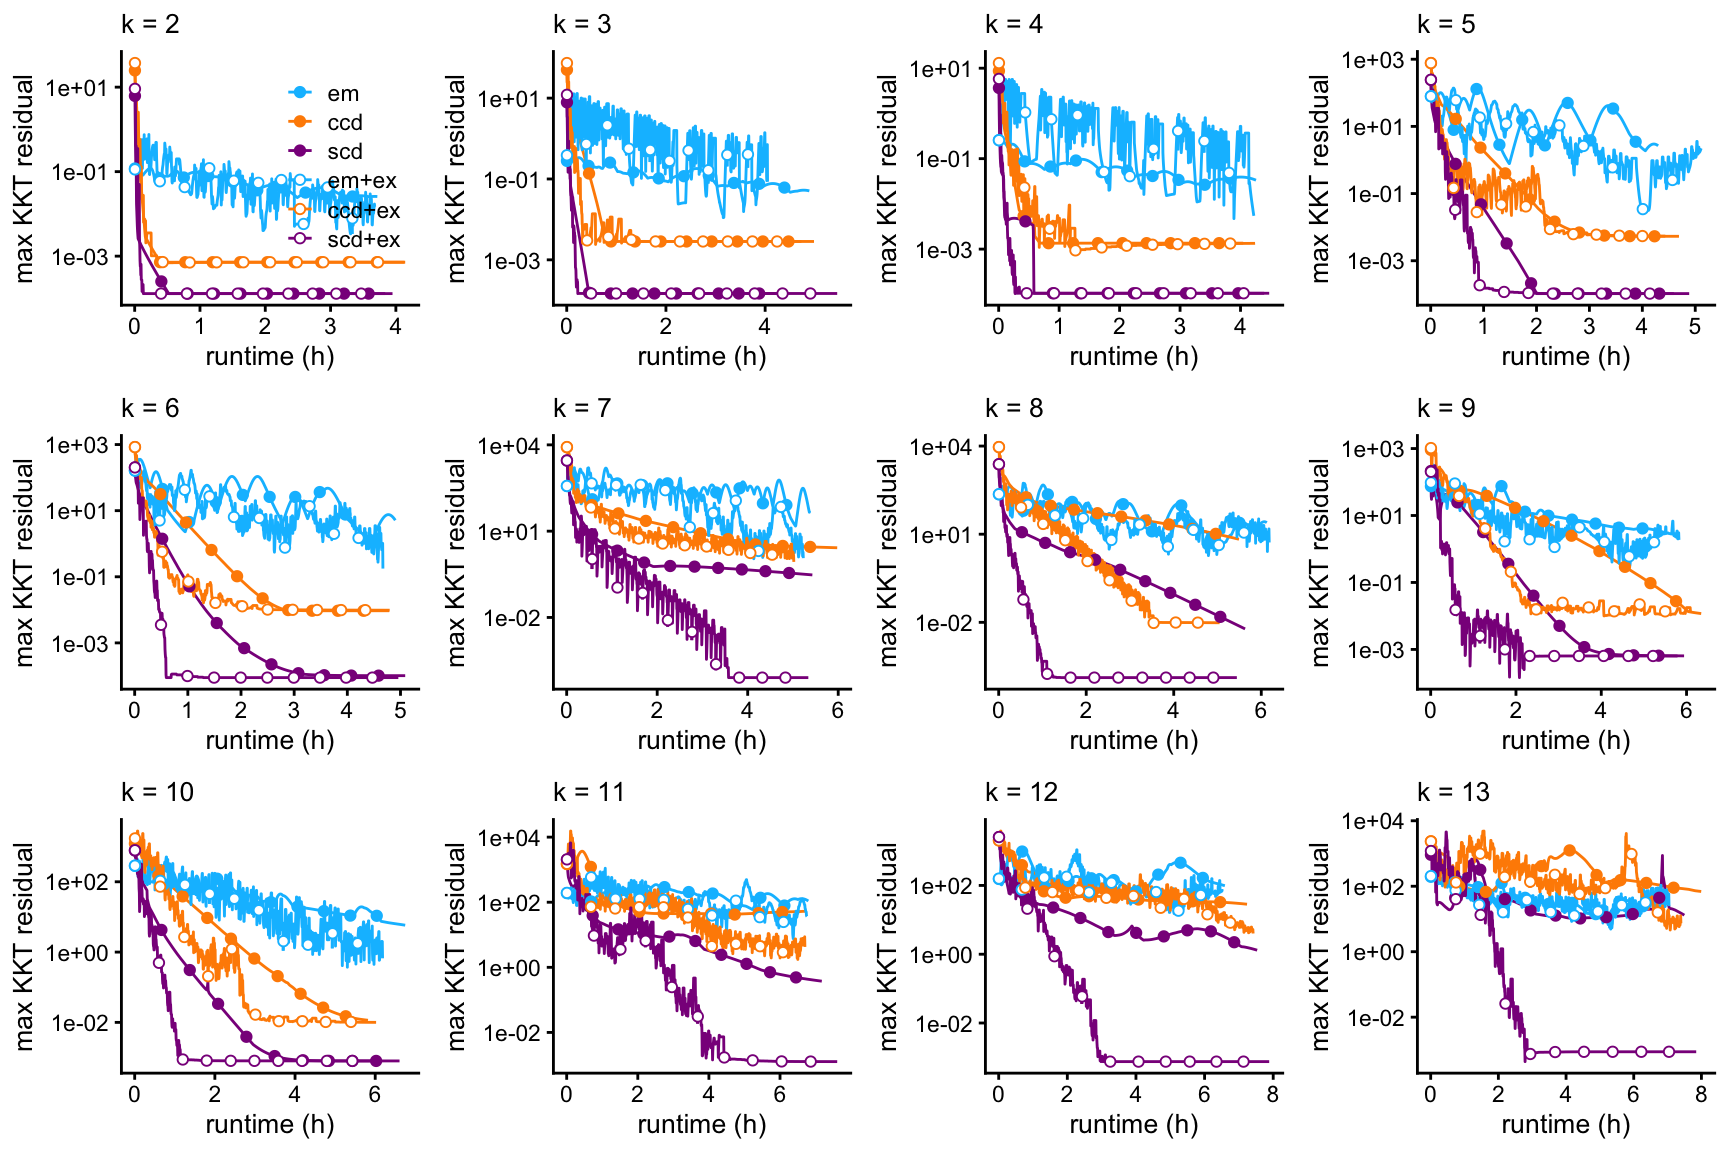 k = 2
k = 3
k = 4
k = 5
max KKT residual
1e+01
1e-01
1e-03
em
ccd
scd
em+ex
ccd+ex
scd+ex
0 1 2 3 4
runtime (h)
max KKT residual
1e+01
1e-01
1e-03
0 2 4
runtime (h)
max KKT residual
1e+01
1e-01
1e-03
0 1 2 3 4
runtime (h)
max KKT residual
1e+03
1e+01
1e-01
1e-03
0 1 2 3 4 5
runtime (h)
k = 6
k = 7
k = 8
k = 9
max KKT residual
1e+03
1e+01
1e-01
1e-03
0 1 2 3 4 5
runtime (h)
max KKT residual
1e+04
1e+01
1e-02
0 2 4 6
runtime (h)
max KKT residual
1e+04
1e+01
1e-02
0 2 4 6
runtime (h)
max KKT residual
1e+03
1e+01
1e-01
1e-03
0 2 4 6
runtime (h)
k = 10
k = 11
k = 12
k = 13
max KKT residual
1e+02
1e+00
1e-02
0 2 4 6
runtime (h)
max KKT residual
1e+04
1e+02
1e+00
1e-02
0 2 4 6
runtime (h)
max KKT residual
1e+02
1e+00
1e-02
0 2 4 6 8
runtime (h)
max KKT residual
1e+04
1e+02
1e+00
1e-02
0 2 4 6 8
runtime (h)